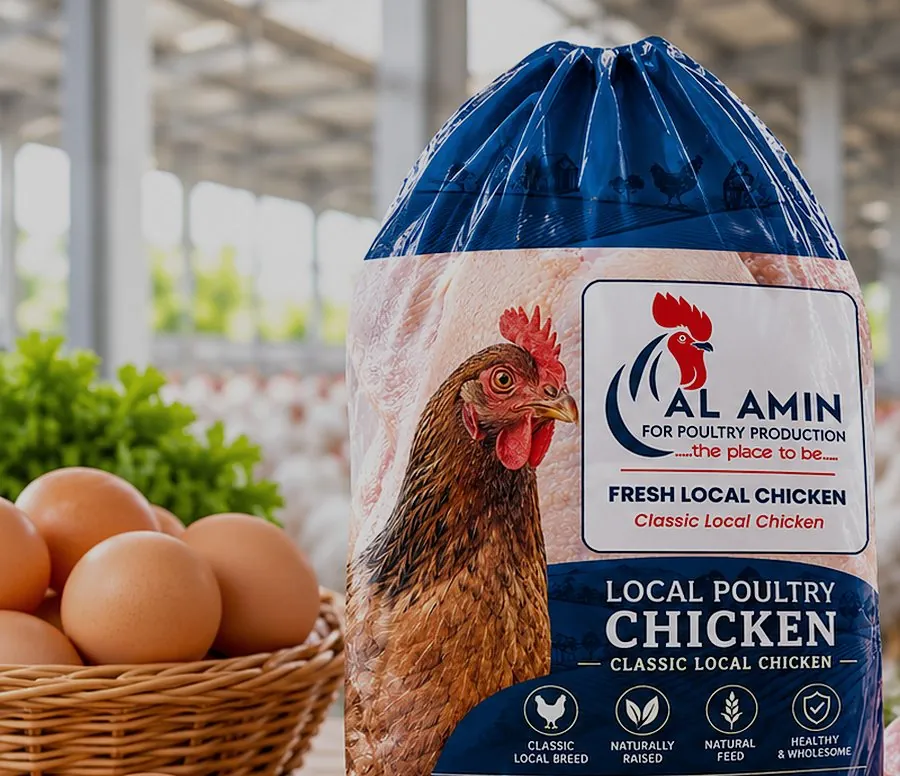 AL AMIN
FOR POULTRY PRODUCTION
.....the place to be.....
FRESH LOCAL CHICKEN
Classic Local Chicken
LOCAL POULTRY
CHICKEN
— CLASSIC LOCAL CHICKEN —
CLASSIC
LOCAL BREED
NATURALLY
RAISED
NATURAL
FEED
HEALTHY
& WHOLESOME